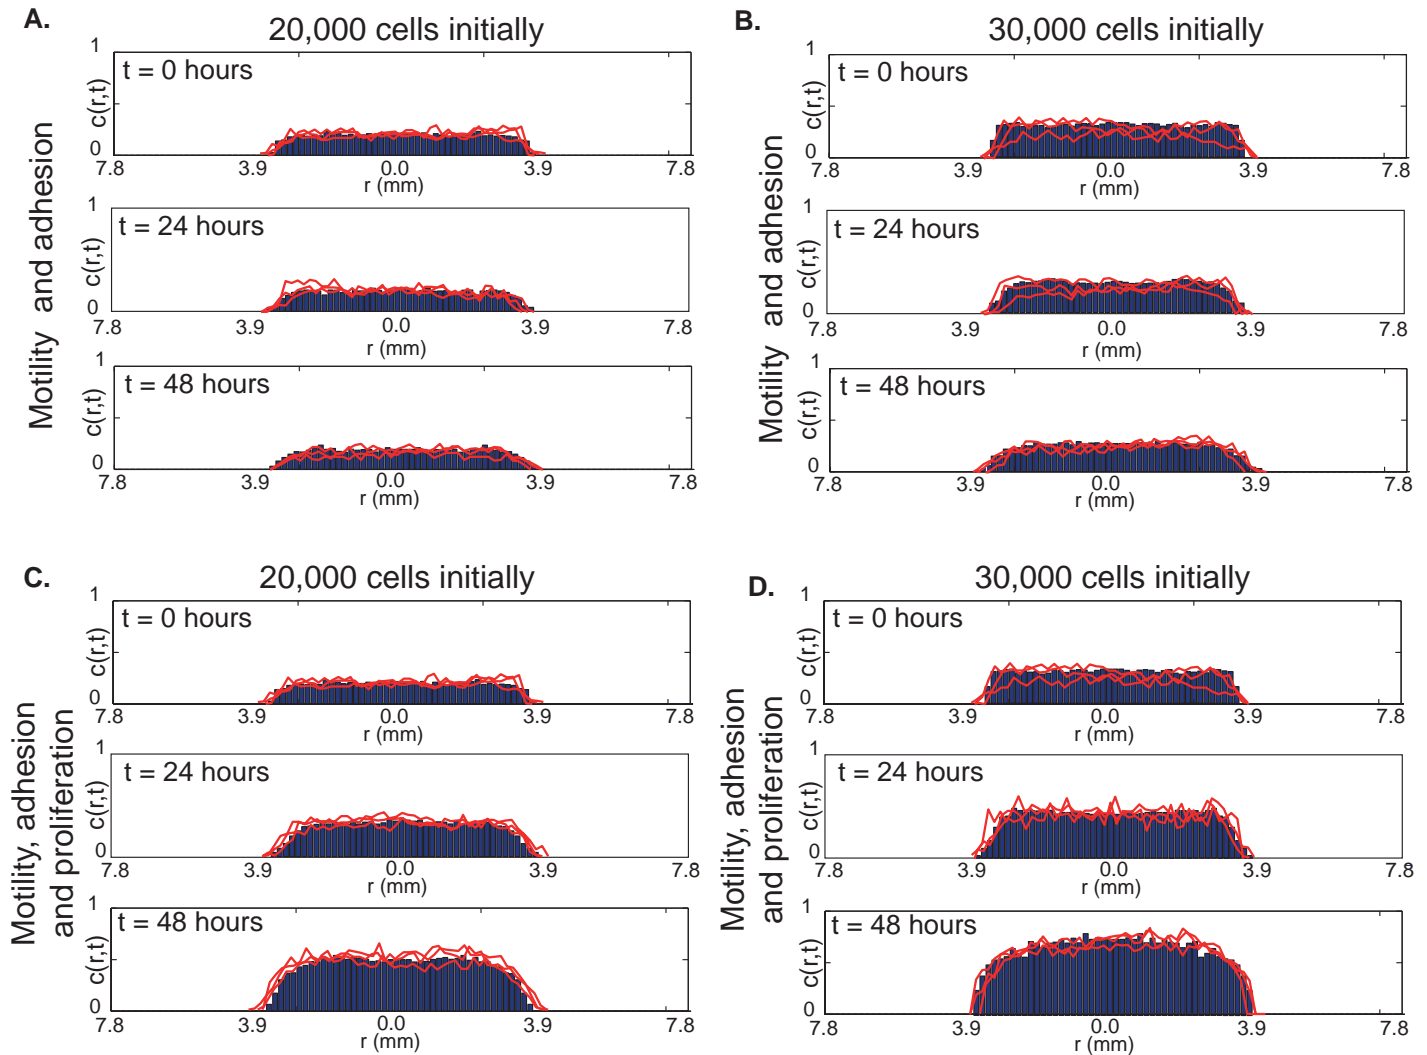 A.
20,000 cells initially
Motility and adhesion
1
t = 0 hours
c(r,t)
0
7.8 3.9 0.0 3.9 7.8
r (mm)
1
t = 24 hours
c(r,t)
0
7.8 3.9 0.0 3.9 7.8
r (mm)
1
t = 48 hours
c(r,t)
0
7.8 3.9 0.0 3.9 7.8
r (mm)
B.
30,000 cells initially
Motility and adhesion
1
t = 0 hours
c(r,t)
0
7.8 3.9 0.0 3.9 7.8
r (mm)
1
t = 24 hours
c(r,t)
0
7.8 3.9 0.0 3.9 7.8
r (mm)
1
t = 48 hours
c(r,t)
0
7.8 3.9 0.0 3.9 7.8
r (mm)
C.
20,000 cells initially
Motility, adhesion
and proliferation
1
t = 0 hours
c(r,t)
0
7.8 3.9 0.0 3.9 7.8
r (mm)
1
t = 24 hours
c(r,t)
0
7.8 3.9 0.0 3.9 7.8
r (mm)
1
t = 48 hours
c(r,t)
0
7.8 3.9 0.0 3.9 7.8
r (mm)
D.
30,000 cells initially
Motility, adhesion
and proliferation
1
t = 0 hours
c(r,t)
0
7.8 3.9 0.0 3.9 7.8
r (mm)
1
t = 24 hours
c(r,t)
0
7.8 3.9 0.0 3.9 7.8
r (mm)
1
t = 48 hours
c(r,t)
0
7.8 3.9 0.0 3.9 7.8
r (mm)